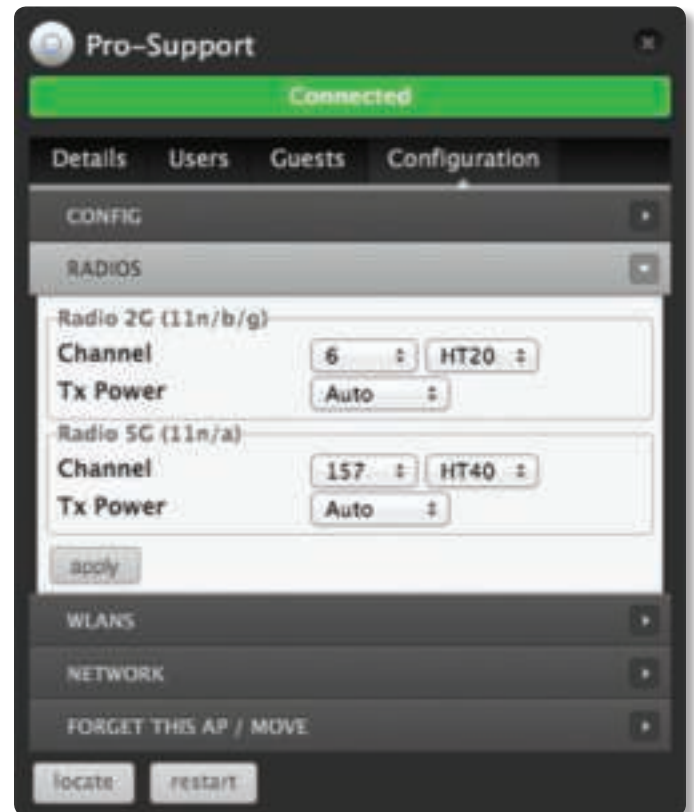 Pro-Support
Connected
Details Users Guests Configuration
CONFIG
RADIOS
Radio 2G (11n/b/g)
Channel 6 HT20
Tx Power Auto
Radio 5G (11n/a)
Channel 157 HT40
Tx Power Auto
apply
WLANS
NETWORK
FORGET THIS AP / MOVE
locate restart